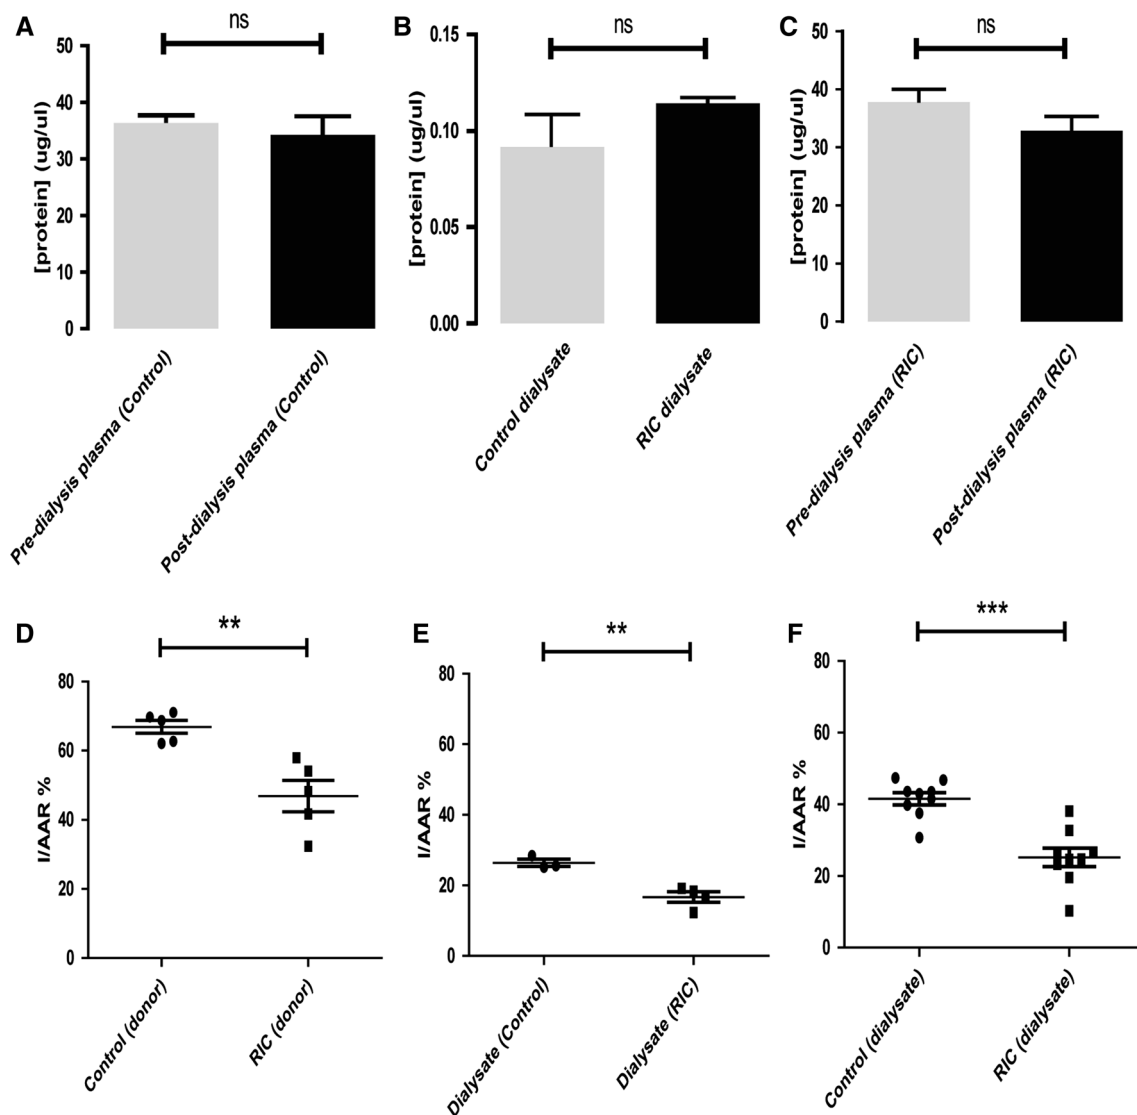 A
ns
[protein] (ug/ul)
50
40
30
20
10
0
Pre-dialysis plasma (Control)
Post-dialysis plasma (Control)
B
ns
[protein] (ug/ul)
0.15
0.10
0.05
0.00
Control dialysate
RIC dialysate
C
ns
[protein] (ug/ul)
50
40
30
20
10
0
Pre-dialysis plasma (RIC)
Post-dialysis plasma (RIC)
D
**
I/AAR %
80
60
40
20
0
Control (donor)
RIC (donor)
E
**
I/AAR %
80
60
40
20
0
Dialysate (Control)
Dialysate (RIC)
F
***
I/AAR %
80
60
40
20
0
Control (dialysate)
RIC (dialysate)